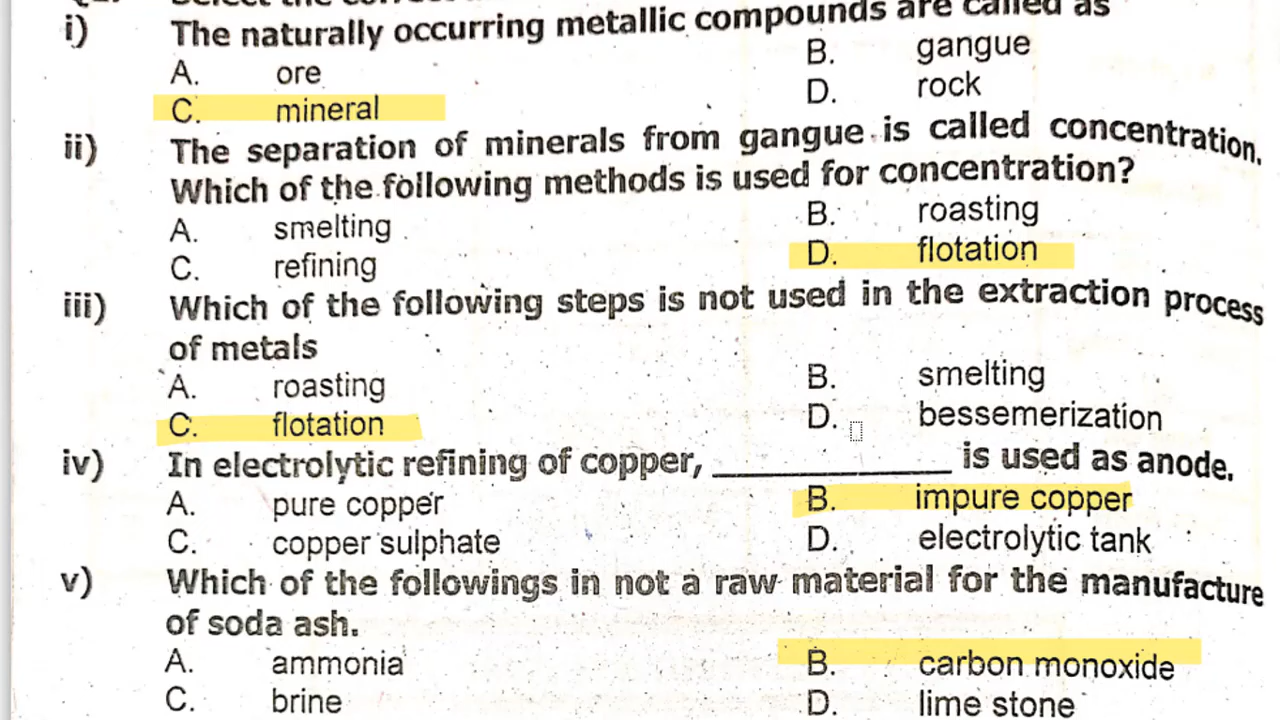 i) The naturally occurring metallic compounds are called as
A. ore B. gangue
C. mineral D. rock
ii) The separation of minerals from gangue is called concentration.
Which of the following methods is used for concentration?
A. smelting B. roasting
C. refining D. flotation
iii) Which of the following steps is not used in the extraction process
of metals
A. roasting B. smelting
C. flotation D. bessemerization
iv) In electrolytic refining of copper, ______________ is used as anode.
A. pure copper B. impure copper
C. copper sulphate D. electrolytic tank
v) Which of the followings in not a raw material for the manufacture
of soda ash.
A. ammonia B. carbon monoxide
C. brine D. lime stone